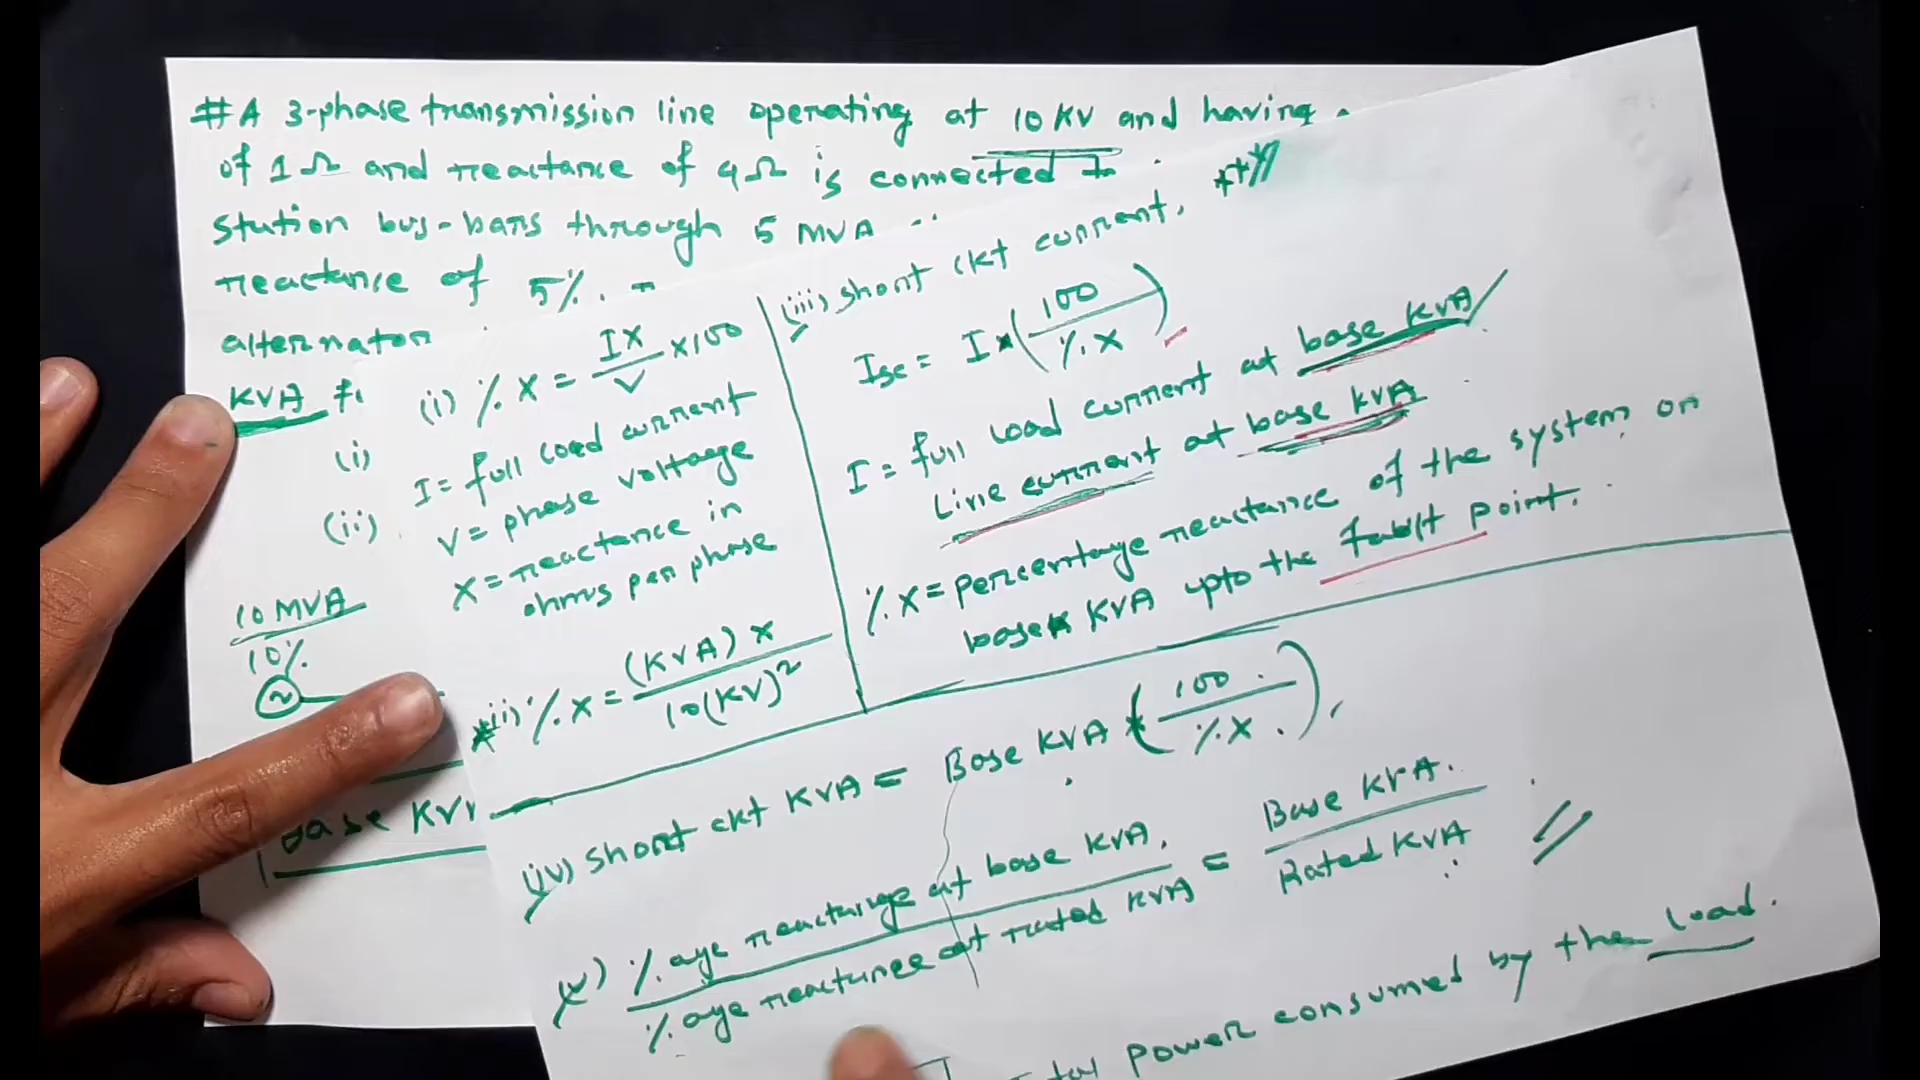 #A 3-phase transmission line operating at 10 KV and having
of 1Ω and reactance of 4Ω is connected to
station bus-bars through 5 MVA
reactance of 5%.
alternator
KVA
(i)
(ii)
10 MVA
10%
~
Base KV
(i) % X = IX/V ×100
I = full load current
V = phase voltage
X = reactance in
ohms per phase
*(ii) % X = (KVA) X / 10(KV)²
(iii) short ckt current.
Isc = I*(100 / % X)
I = full load current at base KVA
Line current at base KVA
% X = percentage reactance of the system on
base KVA upto the fault point.
(iv) short ckt KVA = Base KVA * (100 / % X).
(v) % age reactance at base KVA. / % age reactance at rated KVA = Base KVA. / Rated KVA
power consumed by the load.